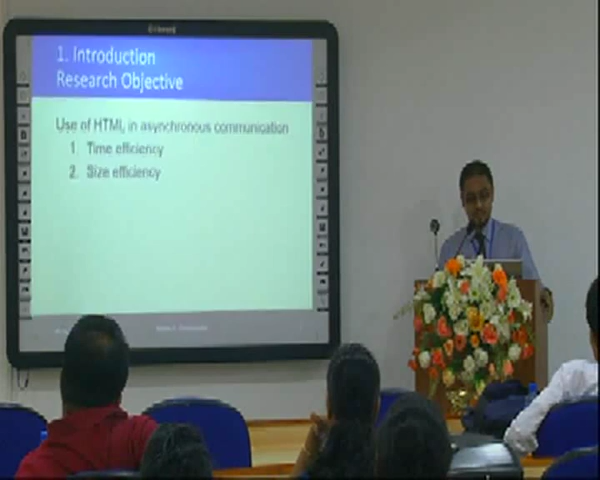 1. Introduction
Research Objective
Use of HTML in asynchronous communication
1. Time efficiency
2. Size efficiency